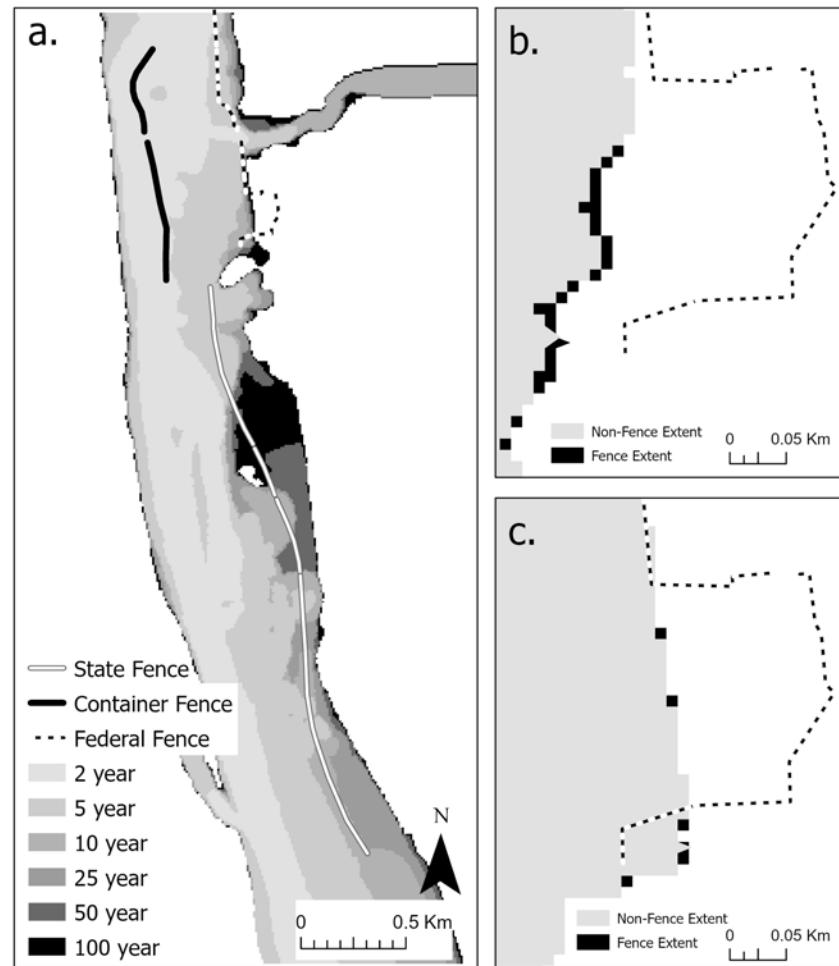 a.
N
State Fence
Container Fence
Federal Fence
2 year
5 year
10 year
25 year
50 year
100 year
0 0.5 Km
b.
Non-Fence Extent
Fence Extent
0 0.05 Km
c.
Non-Fence Extent
Fence Extent
0 0.05 Km